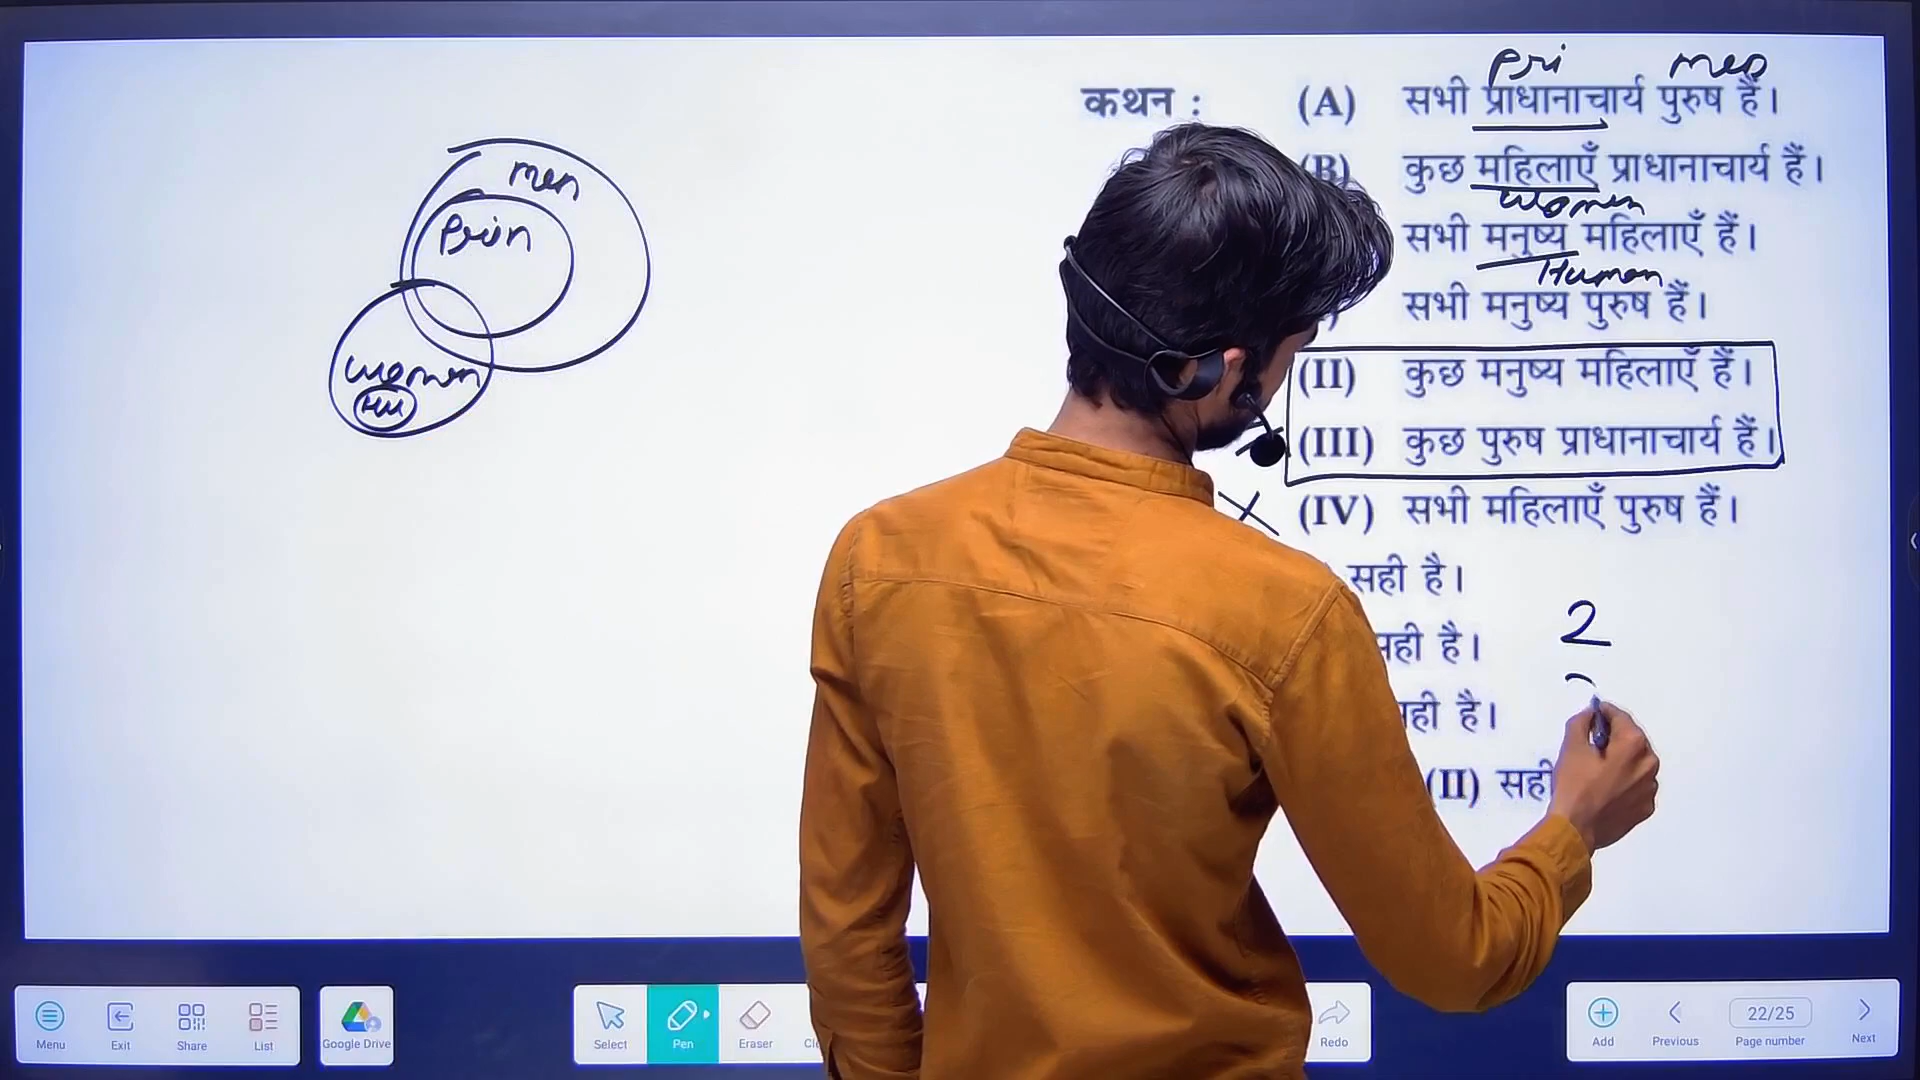 Pri men
कथन : (A) सभी प्राधानाचार्य पुरुष हैं।
(B) कुछ महिलाएँ प्राधानाचार्य हैं।
women
सभी मनुष्य महिलाएँ हैं।
Human
सभी मनुष्य पुरुष हैं।
(II) कुछ मनुष्य महिलाएँ हैं।
(III) कुछ पुरुष प्राधानाचार्य हैं।
(IV) सभी महिलाएँ पुरुष हैं।
सही है।
सही है।
सही है।
(II) सही
2
men
Prin
women
Hu
Menu
Exit
Share
List
Google Drive
Select
Pen
Eraser
Redo
Add
Previous
22/25
Page number
Next